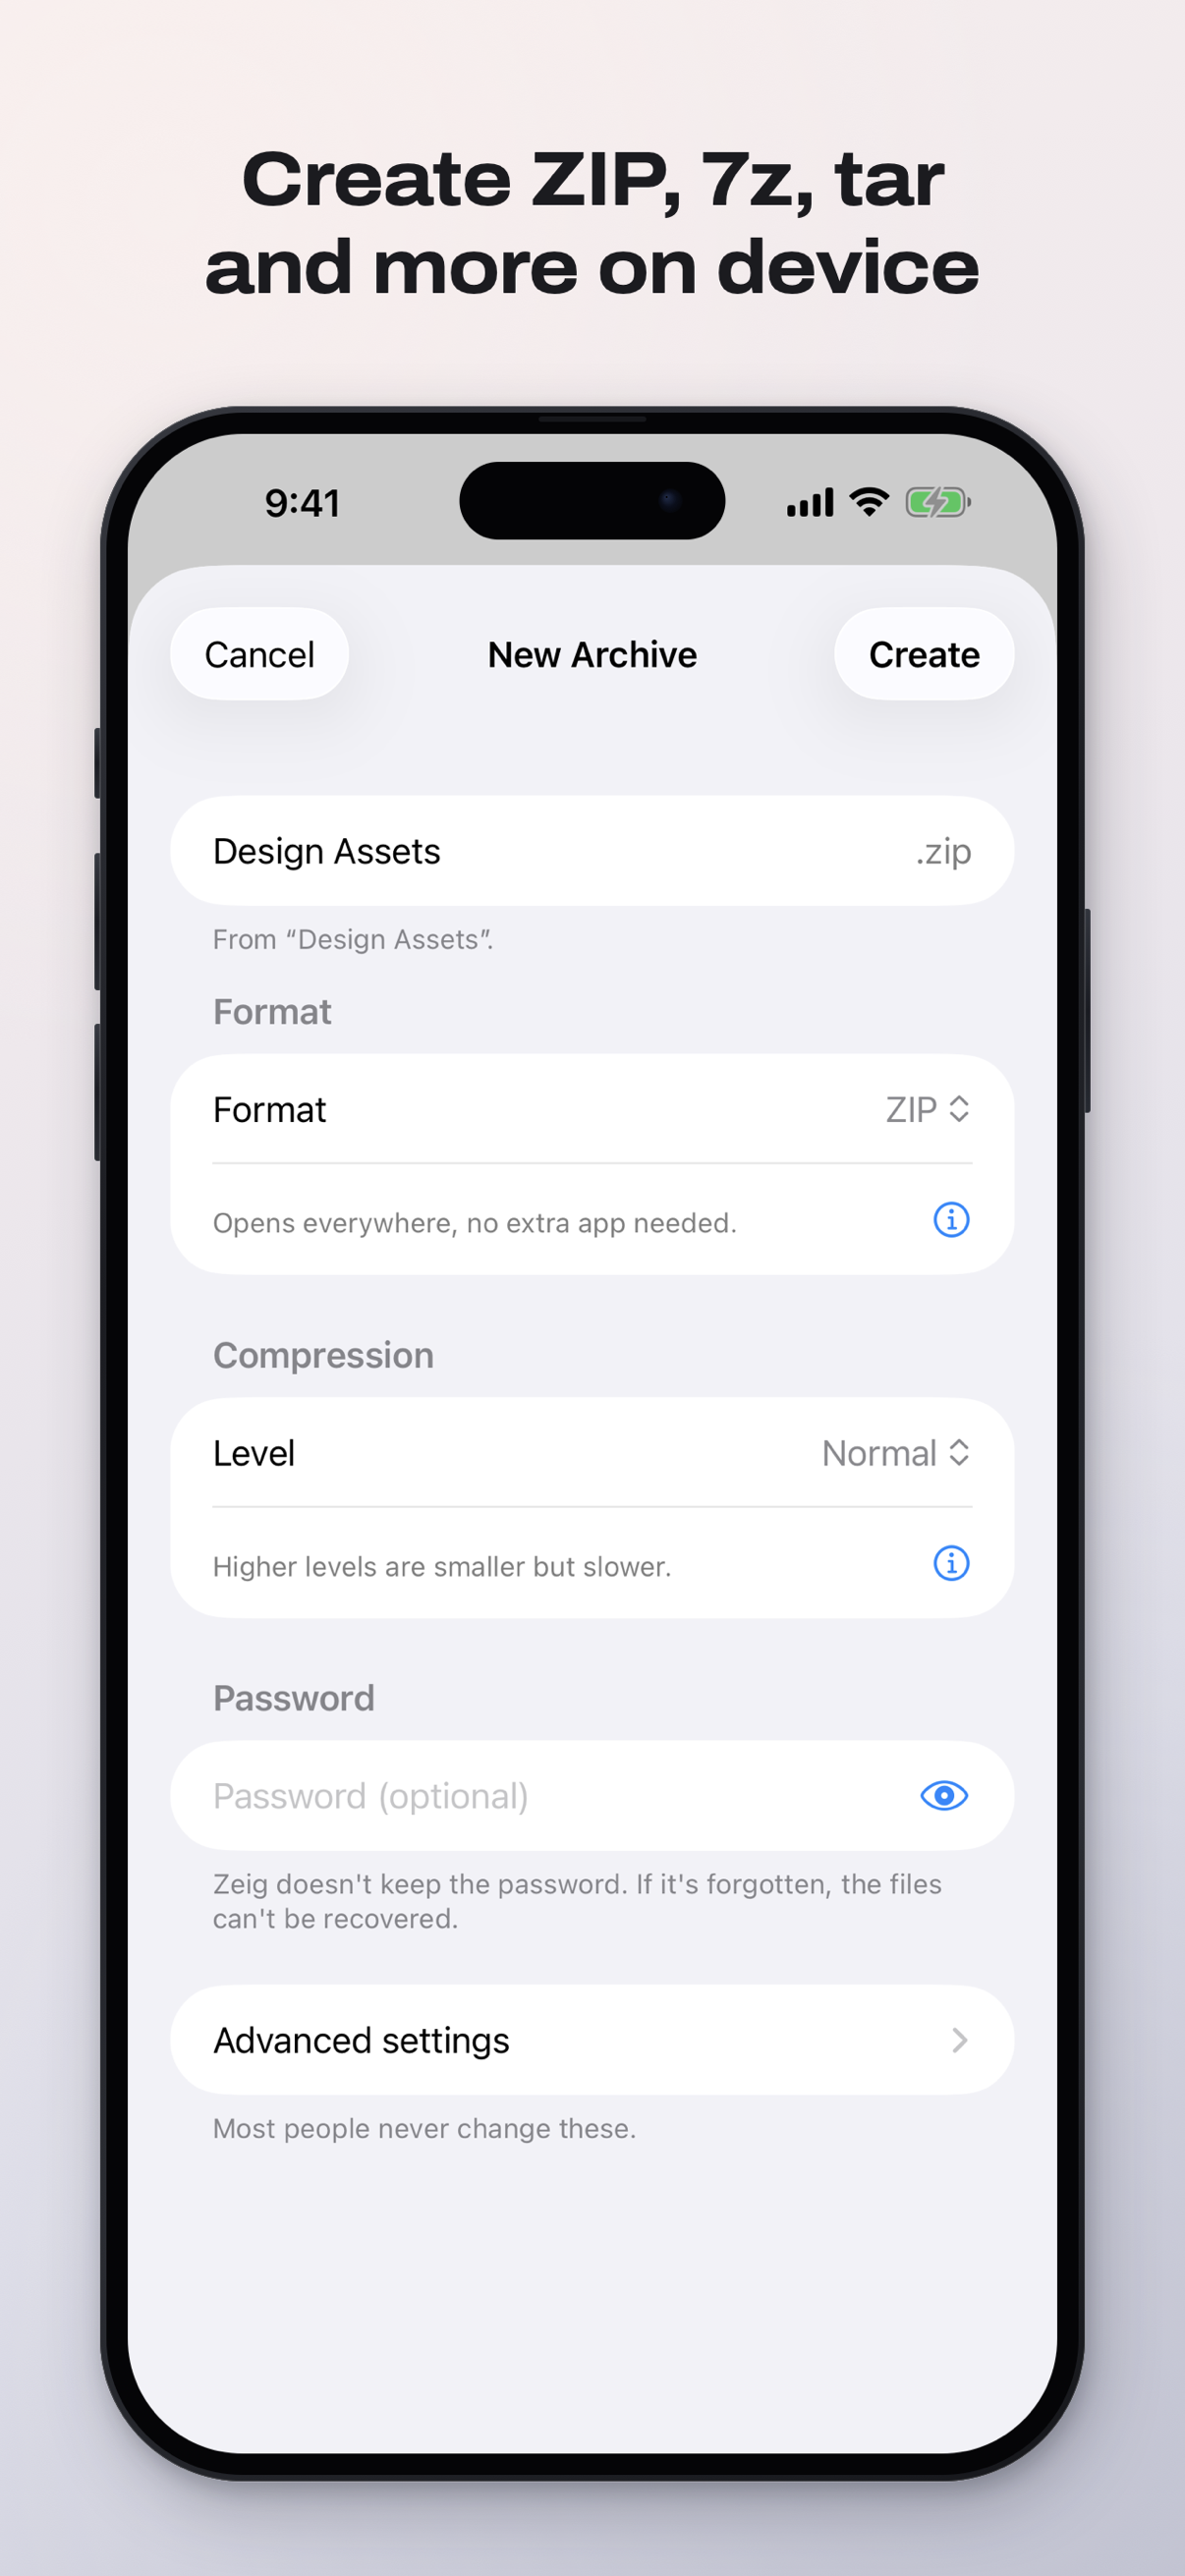 Create ZIP, 7z, tar
and more on device
9:41
Cancel
New Archive
Create
Design Assets
.zip
From “Design Assets”.
Format
Format
ZIP
Opens everywhere, no extra app needed.
Compression
Level
Normal
Higher levels are smaller but slower.
Password
Password (optional)
Zeig doesn't keep the password. If it's forgotten, the files
can't be recovered.
Advanced settings
Most people never change these.